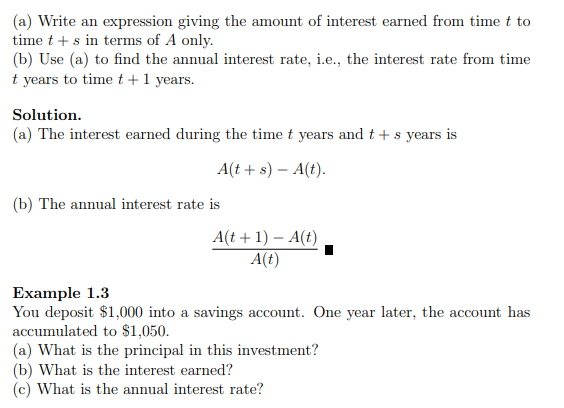 (a) Write an expression giving the amount of interest earned from time t to
time t + s in terms of A only.
(b) Use (a) to find the annual interest rate, i.e., the interest rate from time
t years to time t + 1 years.
Solution.
(a) The interest earned during the time t years and t + s years is
A(t + s) − A(t).
(b) The annual interest rate is
A(t + 1) − A(t)
A(t)
■
Example 1.3
You deposit $1,000 into a savings account. One year later, the account has
accumulated to $1,050.
(a) What is the principal in this investment?
(b) What is the interest earned?
(c) What is the annual interest rate?